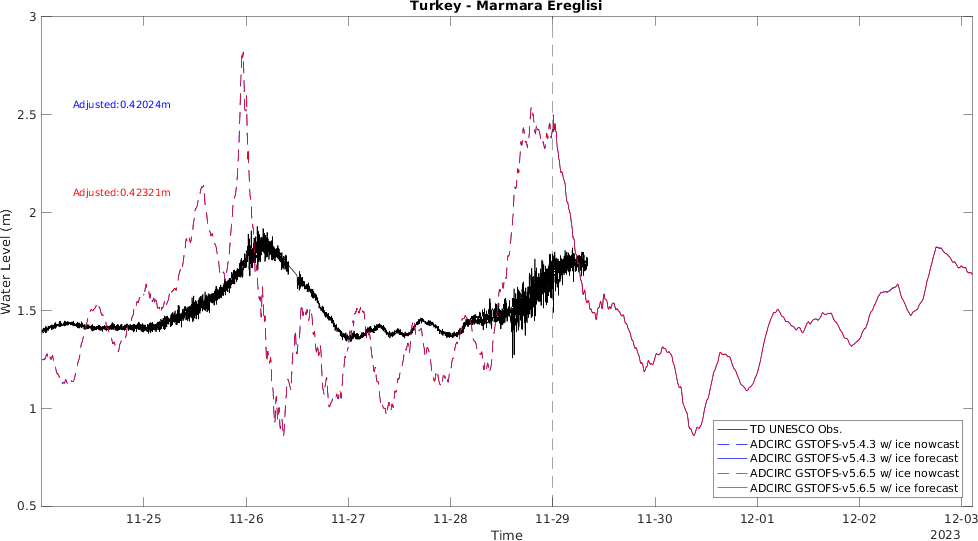 Turkey - Marmara Ereglisi
3
2.5
2
1.5
1
0.5
Water Level (m)
Adjusted:0.42024m
Adjusted:0.42321m
TD UNESCO Obs.
ADCIRC GSTOFS-v5.4.3 w/ ice nowcast
ADCIRC GSTOFS-v5.4.3 w/ ice forecast
ADCIRC GSTOFS-v5.6.5 w/ ice nowcast
ADCIRC GSTOFS-v5.6.5 w/ ice forecast
11-25 11-26 11-27 11-28 11-29 11-30 12-01 12-02 12-03
Time 2023